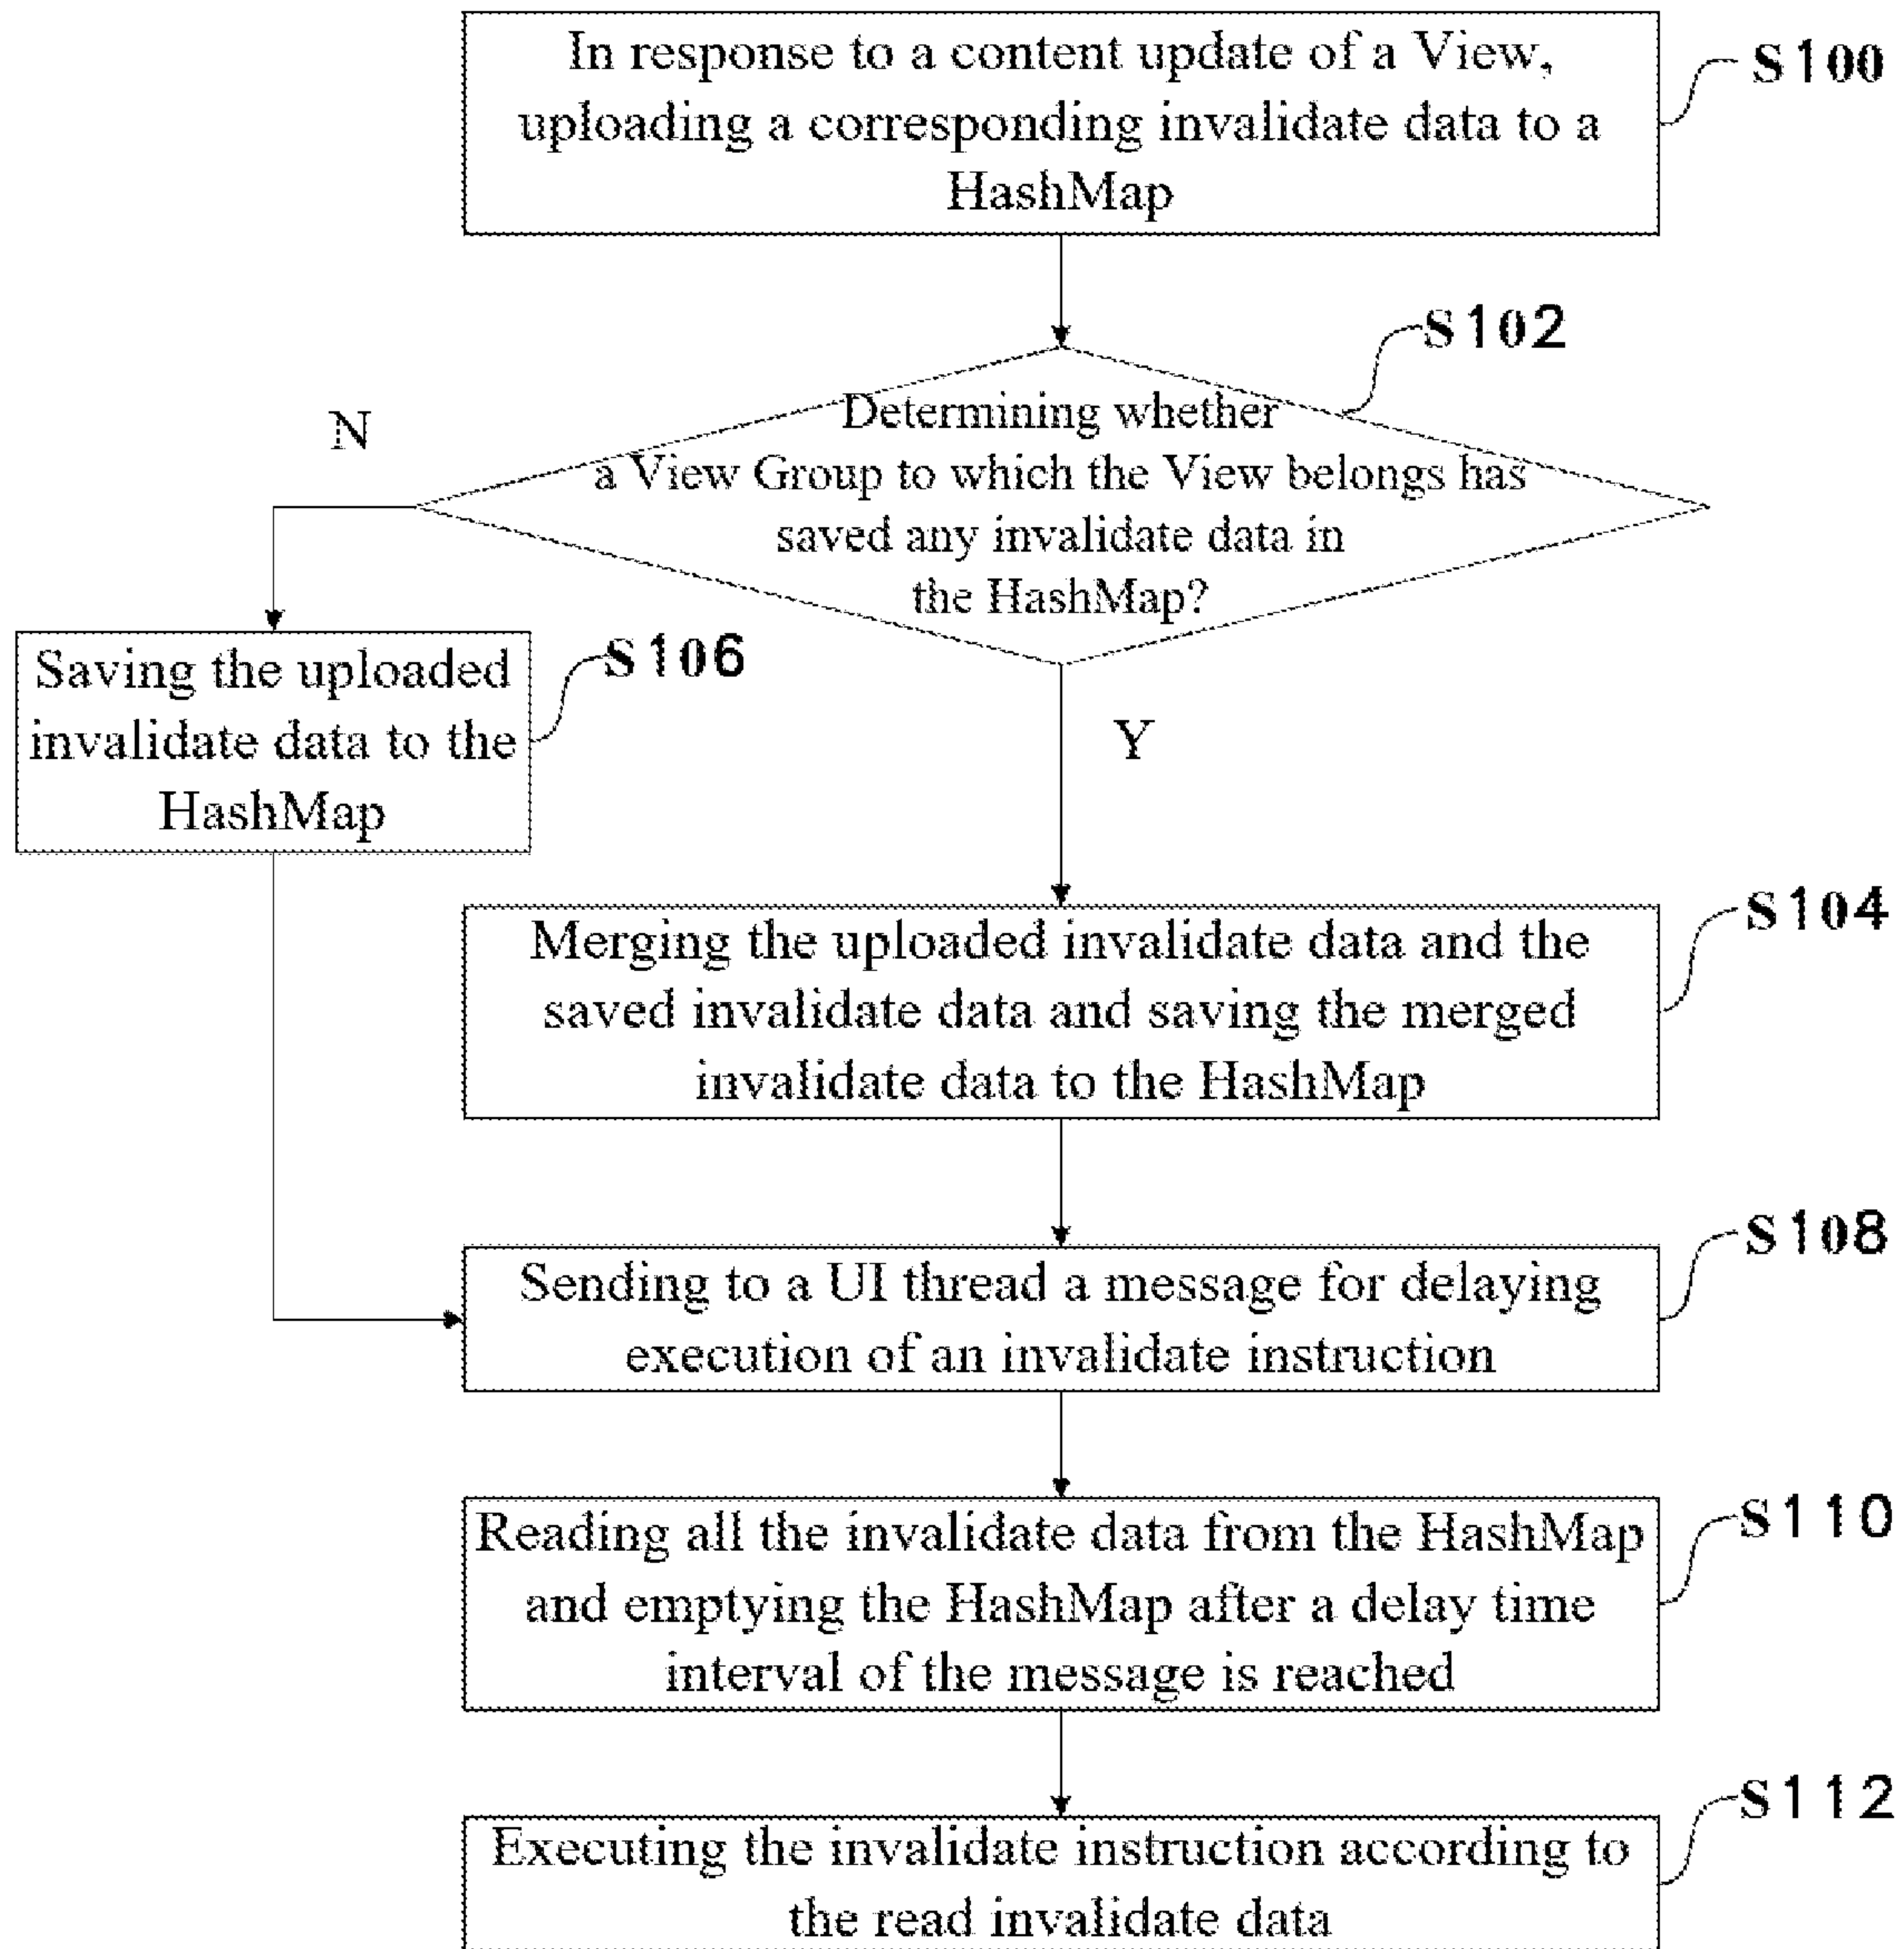 In response to a content update of a View,
uploading a corresponding invalidate data to a
HashMap
S100
S102
Determining whether
a View Group to which the View belongs has
saved any invalidate data in
the HashMap?
N
Y
Saving the uploaded
invalidate data to the
HashMap
S106
Merging the uploaded invalidate data and the
saved invalidate data and saving the merged
invalidate data to the HashMap
S104
Sending to a UI thread a message for delaying
execution of an invalidate instruction
S108
Reading all the invalidate data from the HashMap
and emptying the HashMap after a delay time
interval of the message is reached
S110
Executing the invalidate instruction according to
the read invalidate data
S112